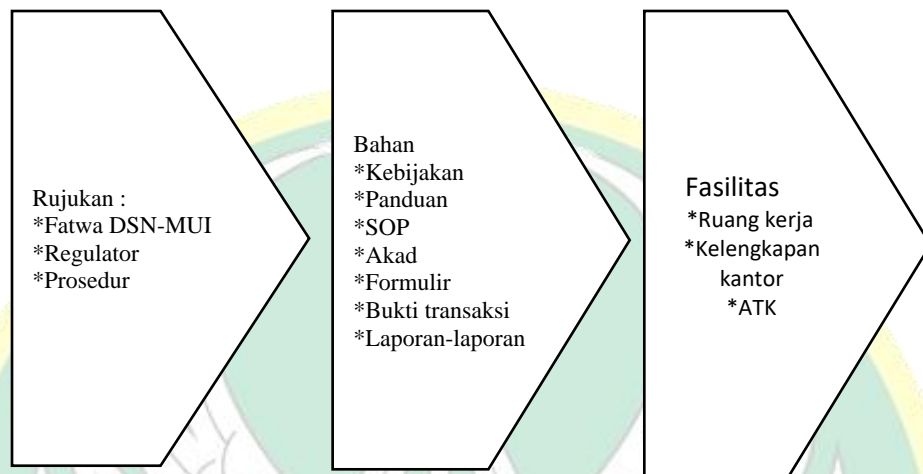 Rujukan :
*Fatwa DSN-MUI
*Regulator
*Prosedur
Bahan
*Kebijakan
*Panduan
*SOP
*Akad
*Formulir
*Bukti transaksi
*Laporan-laporan
Fasilitas
*Ruang kerja
*Kelengkapan
kantor
*ATK